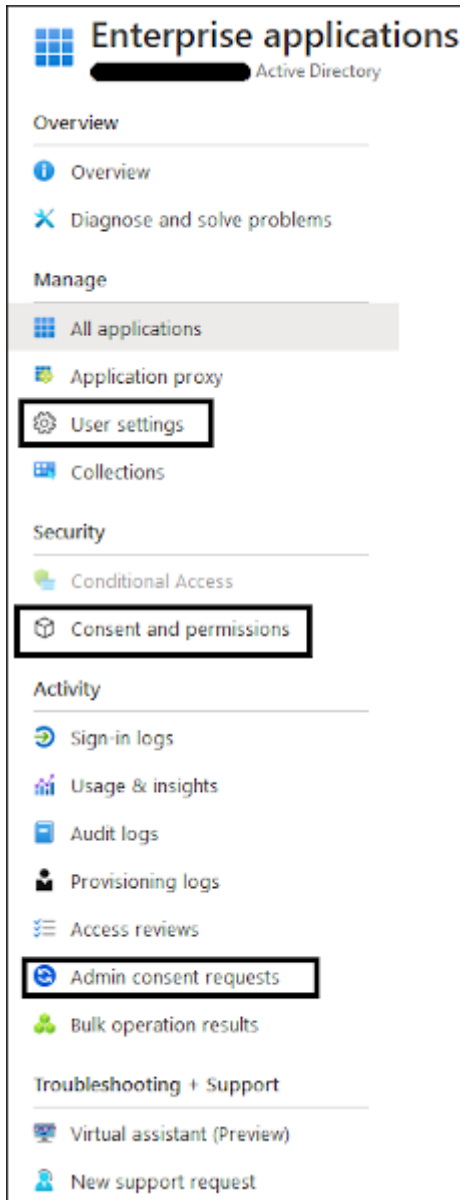 Enterprise applications
Active Directory
Overview
Overview
Diagnose and solve problems
Manage
All applications
Application proxy
User settings
Collections
Security
Conditional Access
Consent and permissions
Activity
Sign-in logs
Usage & insights
Audit logs
Provisioning logs
Access reviews
Admin consent requests
Bulk operation results
Troubleshooting + Support
Virtual assistant (Preview)
New support request